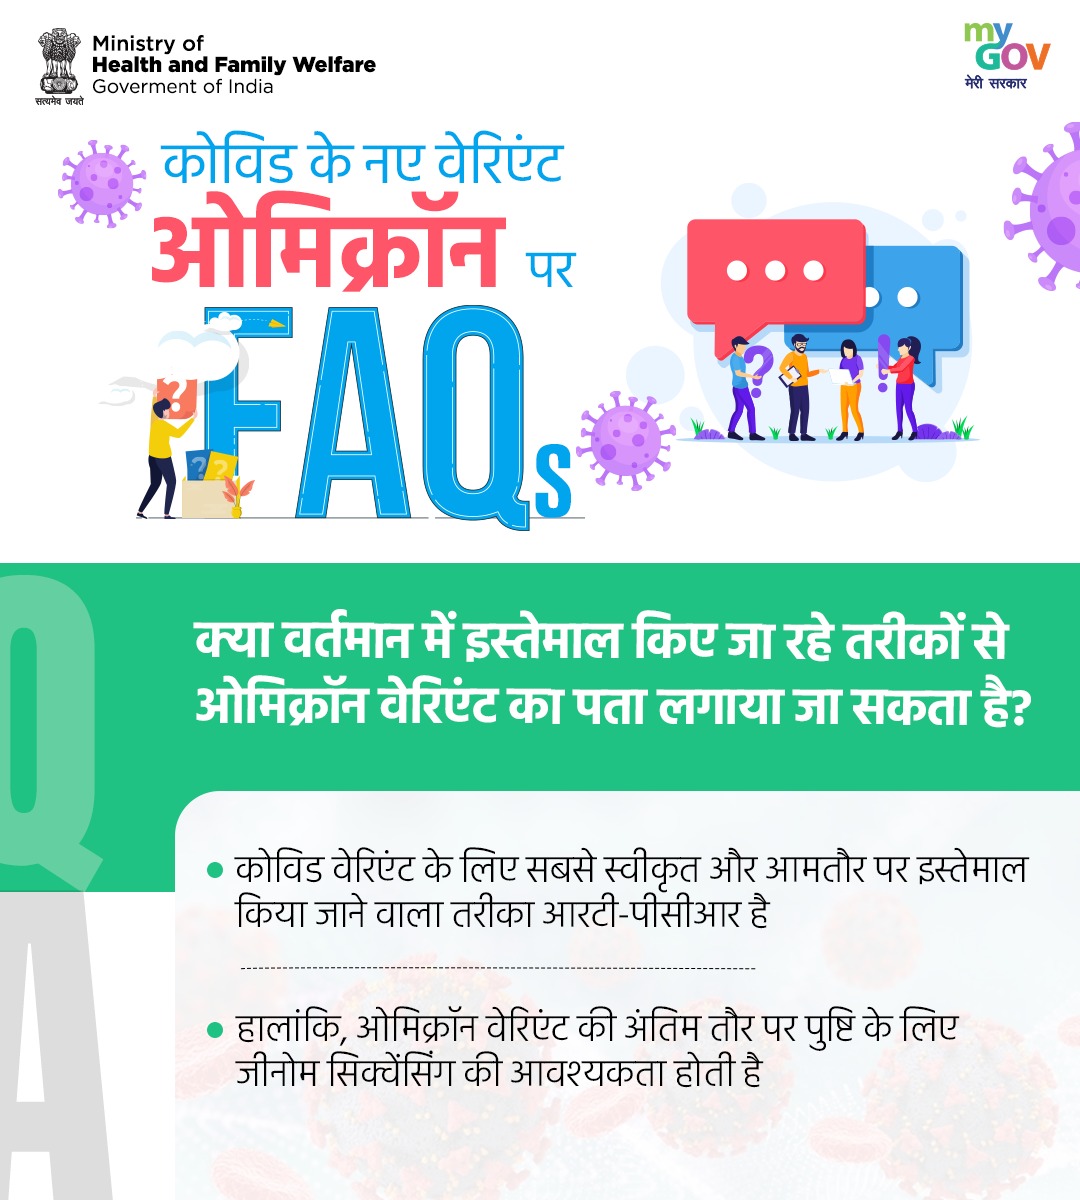 Ministry of
Health and Family Welfare
Goverment of India
सत्यमेव जयते
my
GOV
मेरी सरकार
कोविड के नए वेरिएंट
ओमिक्रॉन पर
FAQs
?
? ?
? !
Q
क्या वर्तमान में इस्तेमाल किए जा रहे तरीकों से
ओमिक्रॉन वेरिएंट का पता लगाया जा सकता है?
A
कोविड वेरिएंट के लिए सबसे स्वीकृत और आमतौर पर इस्तेमाल
किया जाने वाला तरीका आरटी-पीसीआर है
हालांकि, ओमिक्रॉन वेरिएंट की अंतिम तौर पर पुष्टि के लिए
जीनोम सिक्वेंसिंग की आवश्यकता होती है